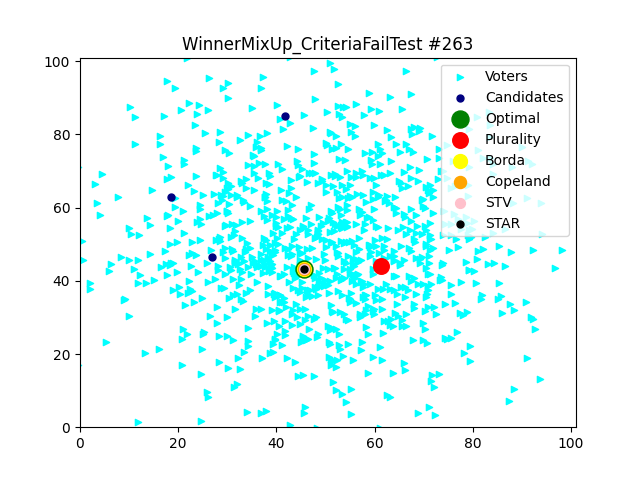 WinnerMixUp_CriteriaFailTest #263
100
80
60
40
20
0
0
20
40
60
80
100
Voters
Candidates
Optimal
Plurality
Borda
Copeland
STV
STAR